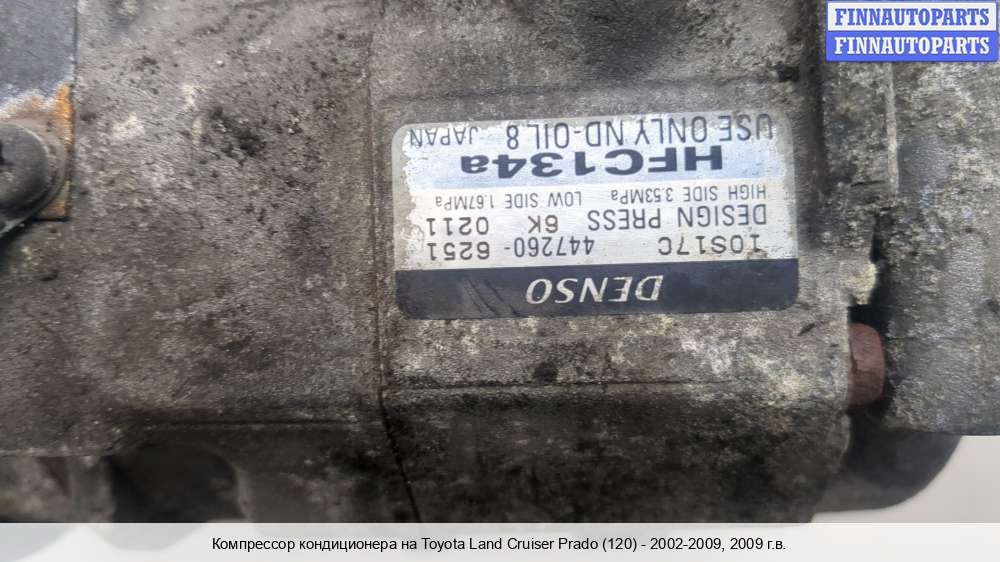 FINNAUTOPARTS
FINNAUTOPARTS
DENSO
10S17C 447260-6251
DESIGN PRESS 6K 0211
HIGH SIDE 3.53MPa LOW SIDE 1.67MPa
HFC134a
USE ONLY ND-OIL 8 JAPAN
Компрессор кондиционера на Toyota Land Cruiser Prado (120) - 2002-2009, 2009 г.в.